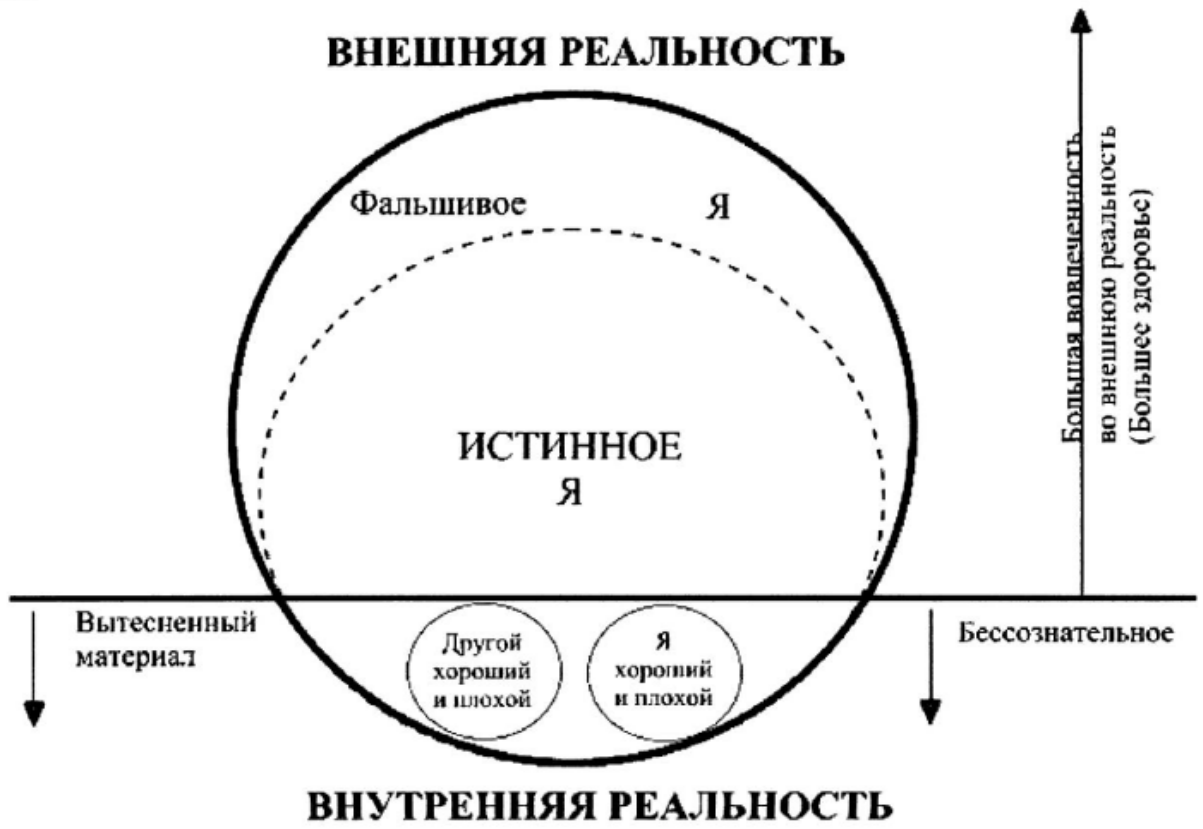 ВНЕШНЯЯ РЕАЛЬНОСТЬ
Фальшивое Я
ИСТИННОЕ
Я
Большая вовлеченность
во внешнюю реальность
(Большее здоровье)
Вытесненный
материал
Другой
хороший
и плохой
Я
хороший
и плохой
Бессознательное
ВНУТРЕННЯЯ РЕАЛЬНОСТЬ